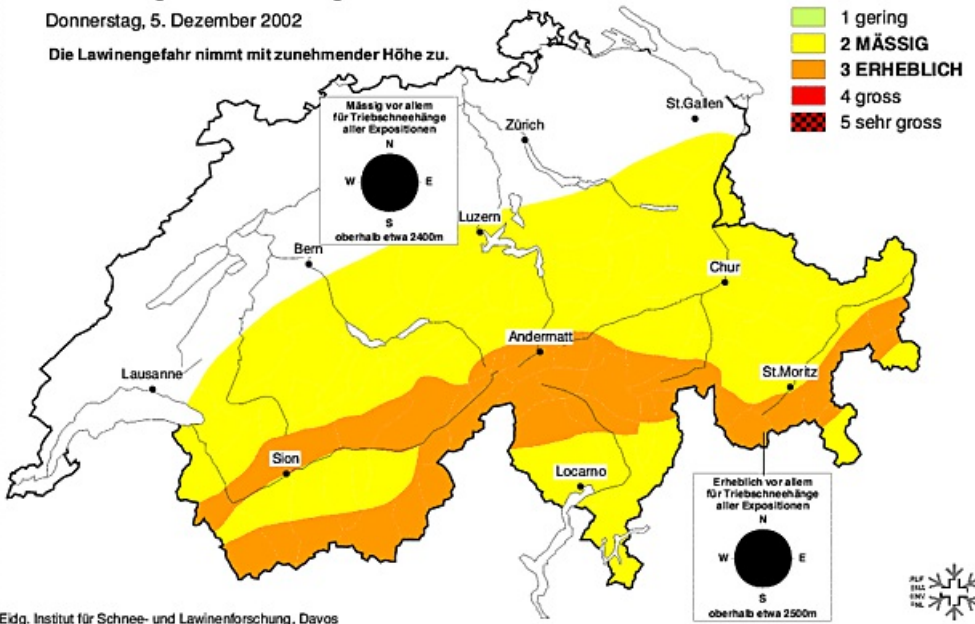 Donnerstag, 5. Dezember 2002
Die Lawinengefahr nimmt mit zunehmender Höhe zu.
1 gering
2 MÄSSIG
3 ERHEBLICH
4 gross
5 sehr gross
Mässig vor allem
für Triebschneehänge
aller Expositionen
N
W E
S
oberhalb etwa 2400m
St.Gallen
Zürich
Luzern
Bern
Chur
Andermatt
Lausanne
St.Moritz
Sion
Locarno
Erheblich vor allem
für Triebschneehänge
aller Expositionen
N
W E
S
oberhalb etwa 2500m
SLF
ENV
SNL
Eidg. Institut für Schnee- und Lawinenforschung, Davos